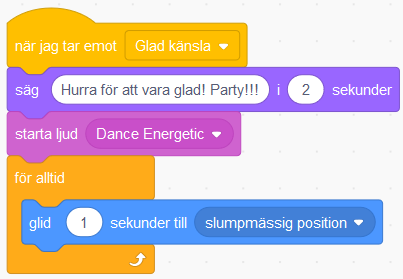 när jag tar emot Glad känsla
säg Hurra för att vara glad! Party!!! i 2 sekunder
starta ljud Dance Energetic
för alltid
glid 1 sekunder till slumpmässig position